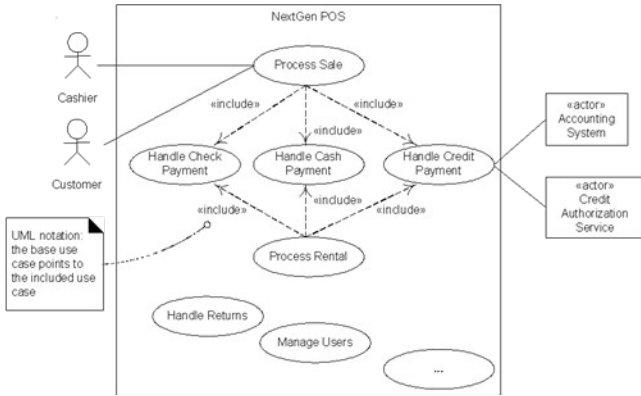 NextGen POS
Process Sale
Cashier
«include»
«include»
«include»
Customer
Handle Check
Payment
Handle Cash
Payment
Handle Credit
Payment
«actor»
Accounting
System
«actor»
Credit
Authorization
Service
«include»
«include»
«include»
UML notation:
the base use
case points to
the included use
case
Process Rental
Handle Returns
Manage Users
...